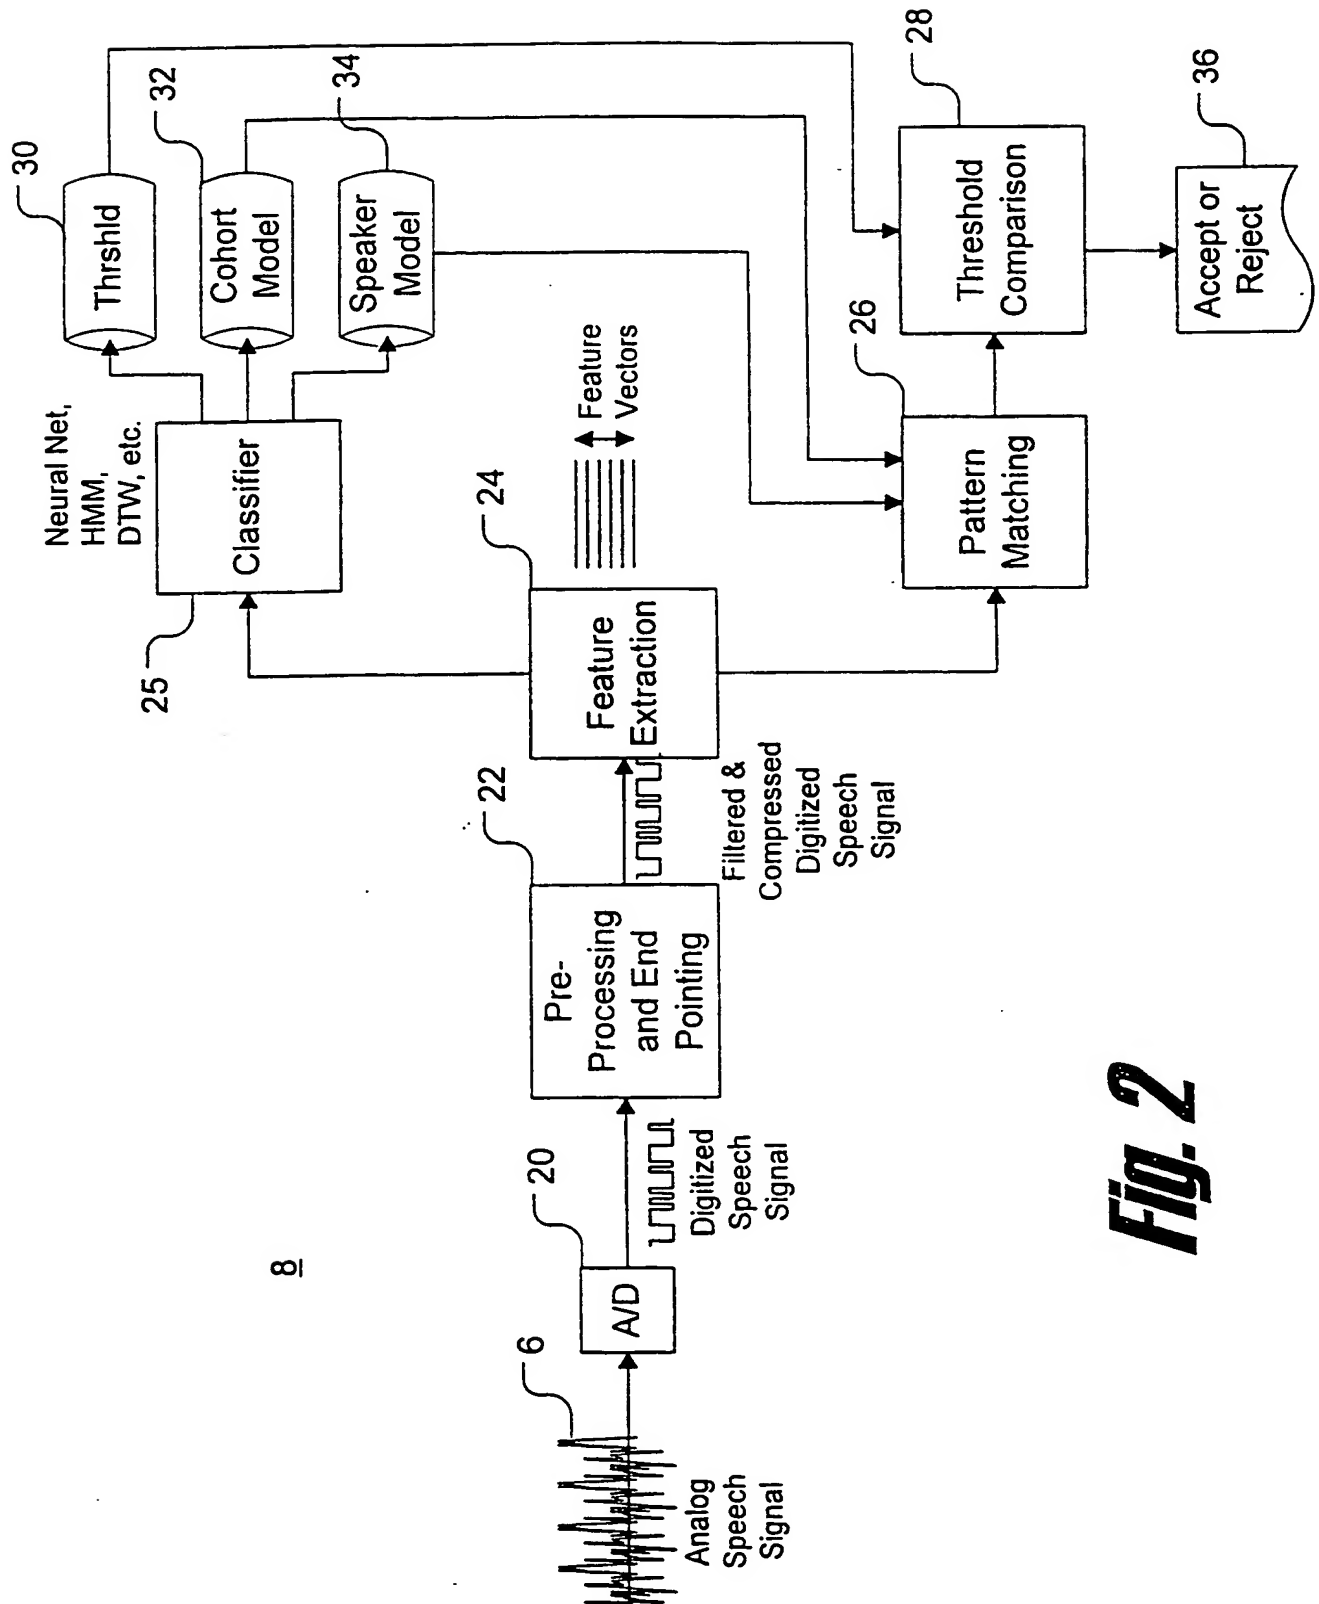 8
6
Analog
Speech
Signal
20
A/D
Digitized
Speech
Signal
22
Pre-
Processing
and End
Pointing
Filtered &
Compressed
Digitized
Speech
Signal
24
Feature
Extraction
Feature
Vectors
25
Classifier
Neural Net,
HMM,
DTW, etc.
30
Thrshld
32
Cohort
Model
34
Speaker
Model
26
Pattern
Matching
28
Threshold
Comparison
36
Accept or
Reject
Fig. 2